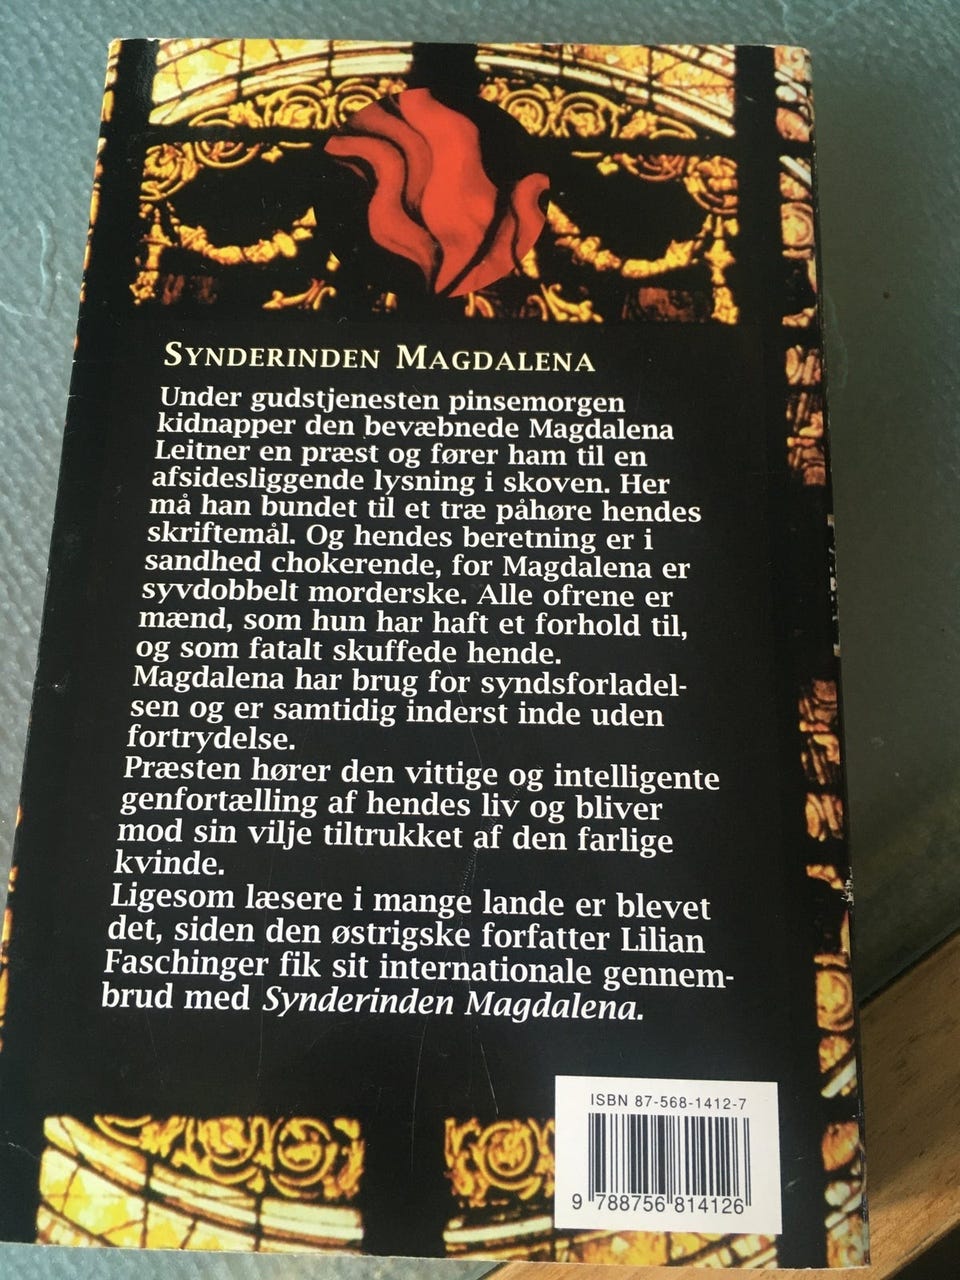 SYNDERINDEN MAGDALENA
Under gudstjenesten pinsemorgen
kidnapper den bevæbnede Magdalena
Leitner en præst og fører ham til en
afsidesliggende lysning i skoven. Her
må han bundet til et træ påhøre hendes
skriftemål. Og hendes beretning er i
sandhed chokerende, for Magdalena er
syvdobbelt morderske. Alle ofrene er
mænd, som hun har haft et forhold til,
og som fatalt skuffede hende.
Magdalena har brug for syndsforladel-
sen og er samtidig inderst inde uden
fortrydelse.
Præsten hører den vittige og intelligente
genfortælling af hendes liv og bliver
mod sin vilje tiltrukket af den farlige
kvinde.
Ligesom læsere i mange lande er blevet
det, siden den østrigske forfatter Lilian
Faschinger fik sit internationale gennem-
brud med Synderinden Magdalena.
ISBN 87-568-1412-7
9 788756 814126